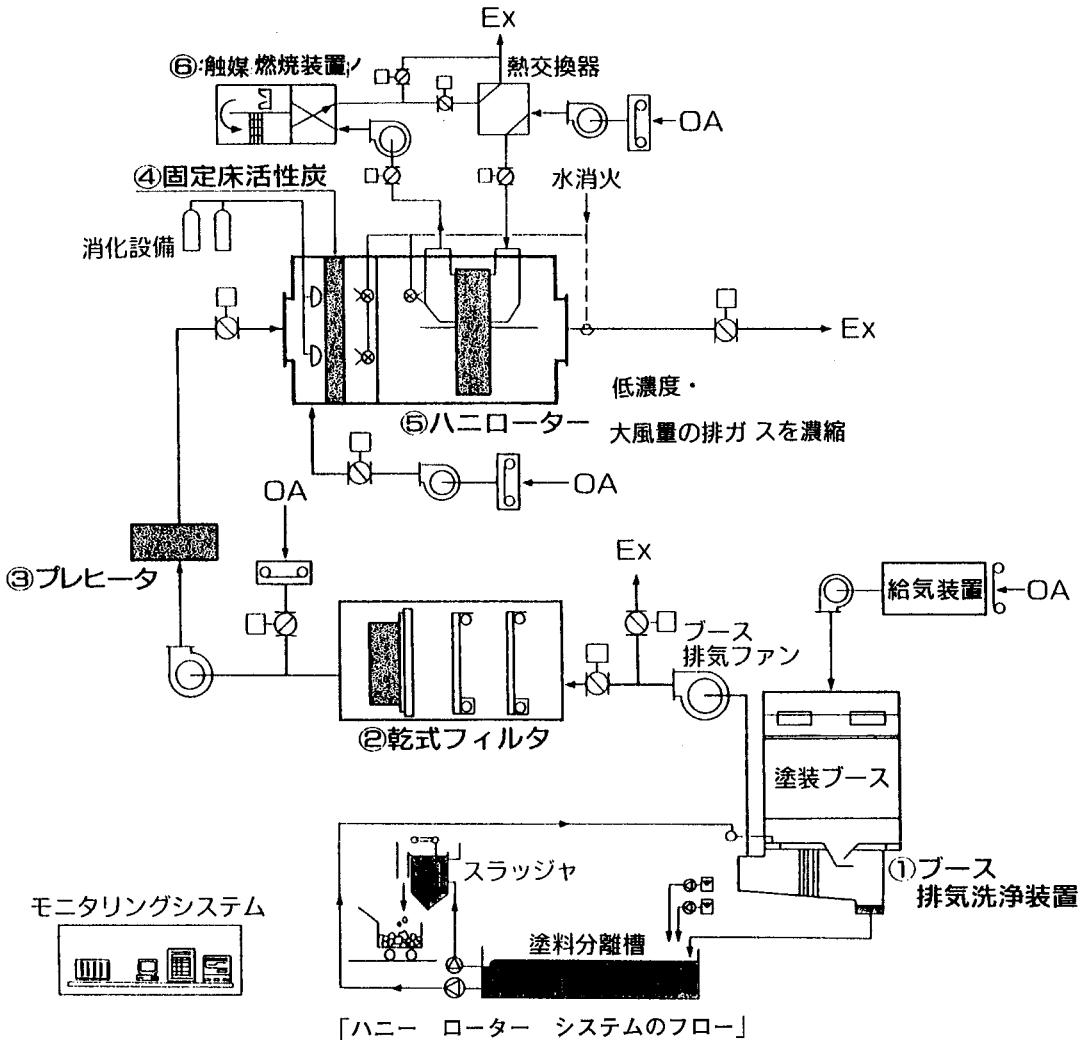 Ex
⑥触媒燃焼装置
熱交換器
OA
④固定床活性炭
水消火
消化設備
Ex
低濃度・
⑤ハニローター
大風量の排ガスを濃縮
OA
OA
Ex
③プレヒータ
給気装置
OA
ブース
排気ファン
②乾式フィルタ
塗装ブース
スラッジャ
①ブース
排気洗浄装置
モニタリングシステム
塗料分離槽
「ハニー ローター システムのフロー」